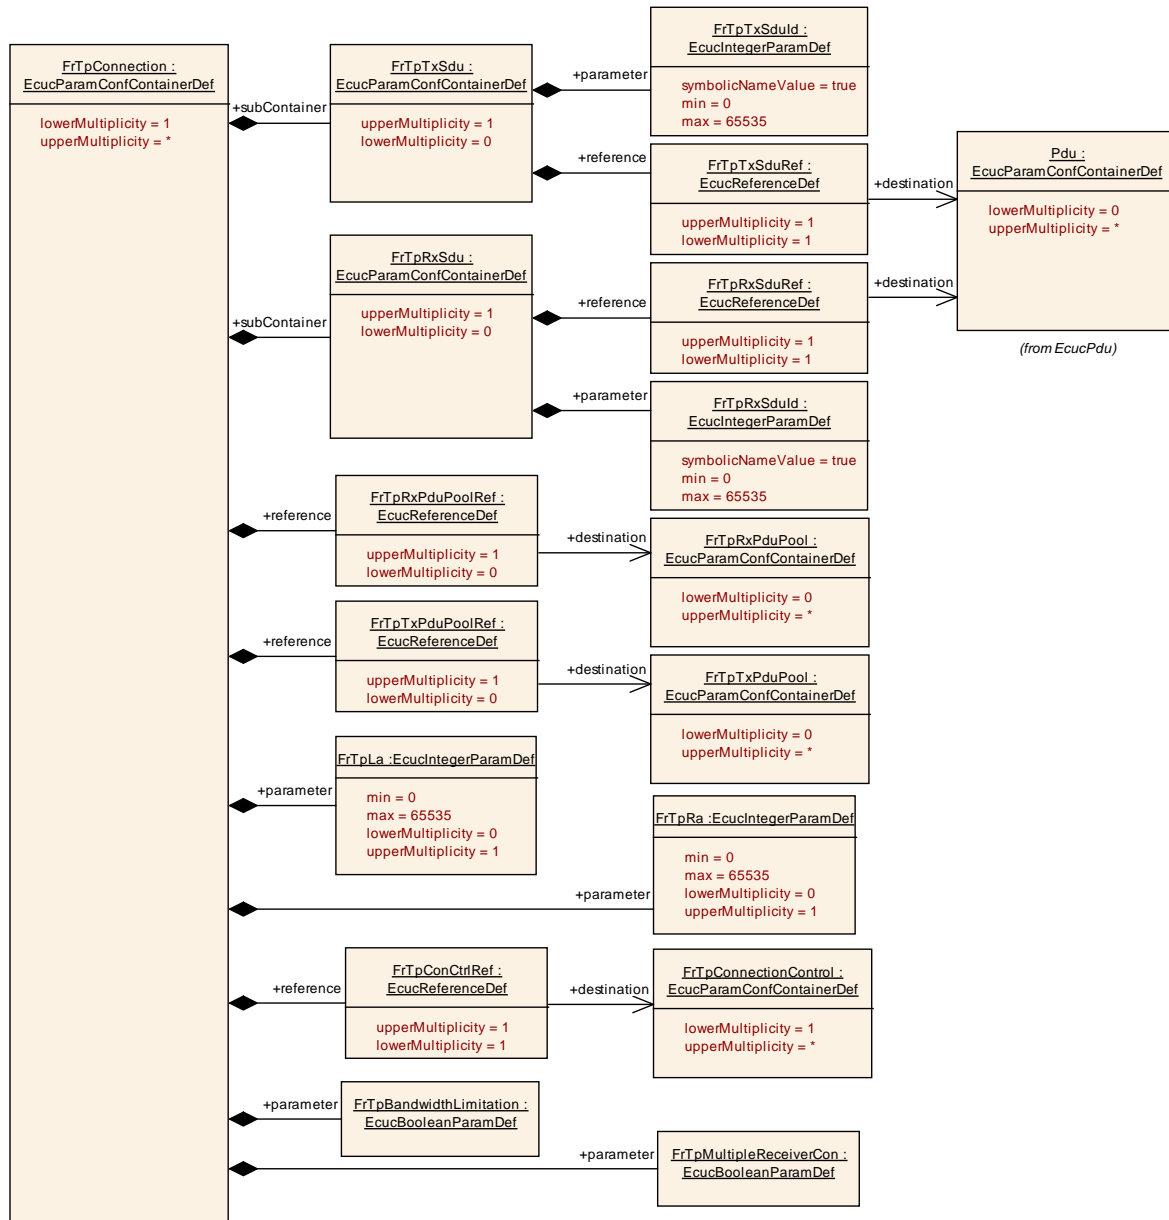 FrTpConnection :
EcucParamConfContainerDef
lowerMultiplicity = 1
upperMultiplicity = *
+subContainer
FrTpTxSdu :
EcucParamConfContainerDef
upperMultiplicity = 1
lowerMultiplicity = 0
+parameter
FrTpTxSduId :
EcucIntegerParamDef
symbolicNameValue = true
min = 0
max = 65535
+reference
FrTpTxSduRef :
EcucReferenceDef
upperMultiplicity = 1
lowerMultiplicity = 1
+destination
Pdu :
EcucParamConfContainerDef
lowerMultiplicity = 0
upperMultiplicity = *
(from EcucPdu)
+subContainer
FrTpRxSdu :
EcucParamConfContainerDef
upperMultiplicity = 1
lowerMultiplicity = 0
+reference
FrTpRxSduRef :
EcucReferenceDef
upperMultiplicity = 1
lowerMultiplicity = 1
+destination
+parameter
FrTpRxSduId :
EcucIntegerParamDef
symbolicNameValue = true
min = 0
max = 65535
+reference
FrTpRxPduPoolRef :
EcucReferenceDef
upperMultiplicity = 1
lowerMultiplicity = 0
+destination
FrTpRxPduPool :
EcucParamConfContainerDef
lowerMultiplicity = 0
upperMultiplicity = *
+reference
FrTpTxPduPoolRef :
EcucReferenceDef
upperMultiplicity = 1
lowerMultiplicity = 0
+destination
FrTpTxPduPool :
EcucParamConfContainerDef
lowerMultiplicity = 0
upperMultiplicity = *
+parameter
FrTpLa :EcucIntegerParamDef
min = 0
max = 65535
lowerMultiplicity = 0
upperMultiplicity = 1
+parameter
FrTpRa :EcucIntegerParamDef
min = 0
max = 65535
lowerMultiplicity = 0
upperMultiplicity = 1
+reference
FrTpConCtrlRef :
EcucReferenceDef
upperMultiplicity = 1
lowerMultiplicity = 1
+destination
FrTpConnectionControl :
EcucParamConfContainerDef
lowerMultiplicity = 1
upperMultiplicity = *
+parameter
FrTpBandwidthLimitation :
EcucBooleanParamDef
+parameter
FrTpMultipleReceiverCon :
EcucBooleanParamDef